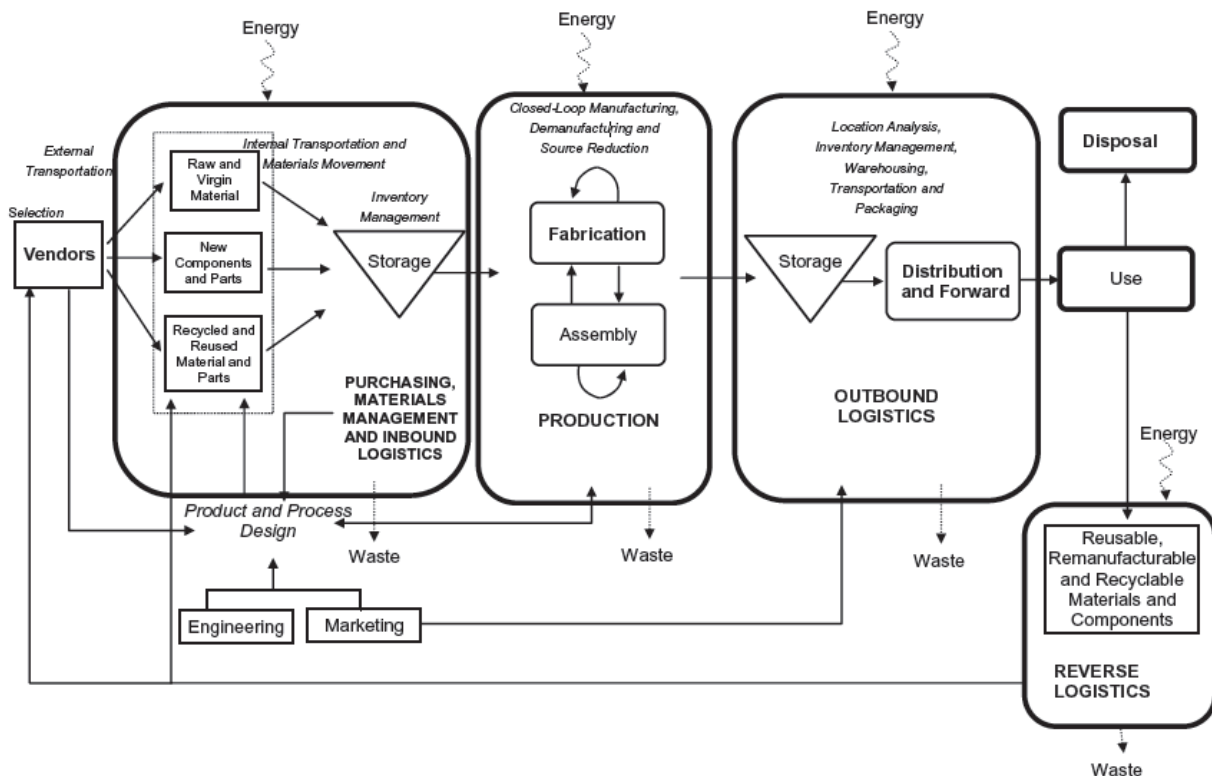 Energy
Energy
Energy
External
Transportation
Selection
Vendors
Internal Transportation and
Materials Movement
Raw and
Virgin
Material
New
Components
and Parts
Recycled and
Reused
Material and
Parts
Inventory
Management
Storage
PURCHASING,
MATERIALS
MANAGEMENT
AND INBOUND
LOGISTICS
Closed-Loop Manufacturing,
Demanufacturing and
Source Reduction
Fabrication
Assembly
PRODUCTION
Location Analysis,
Inventory Management,
Warehousing,
Transportation and
Packaging
Storage
Distribution
and Forward
OUTBOUND
LOGISTICS
Disposal
Use
Energy
Reusable,
Remanufacturable
and Recyclable
Materials and
Components
REVERSE
LOGISTICS
Waste
Product and Process
Design
Waste
Waste
Waste
Engineering
Marketing